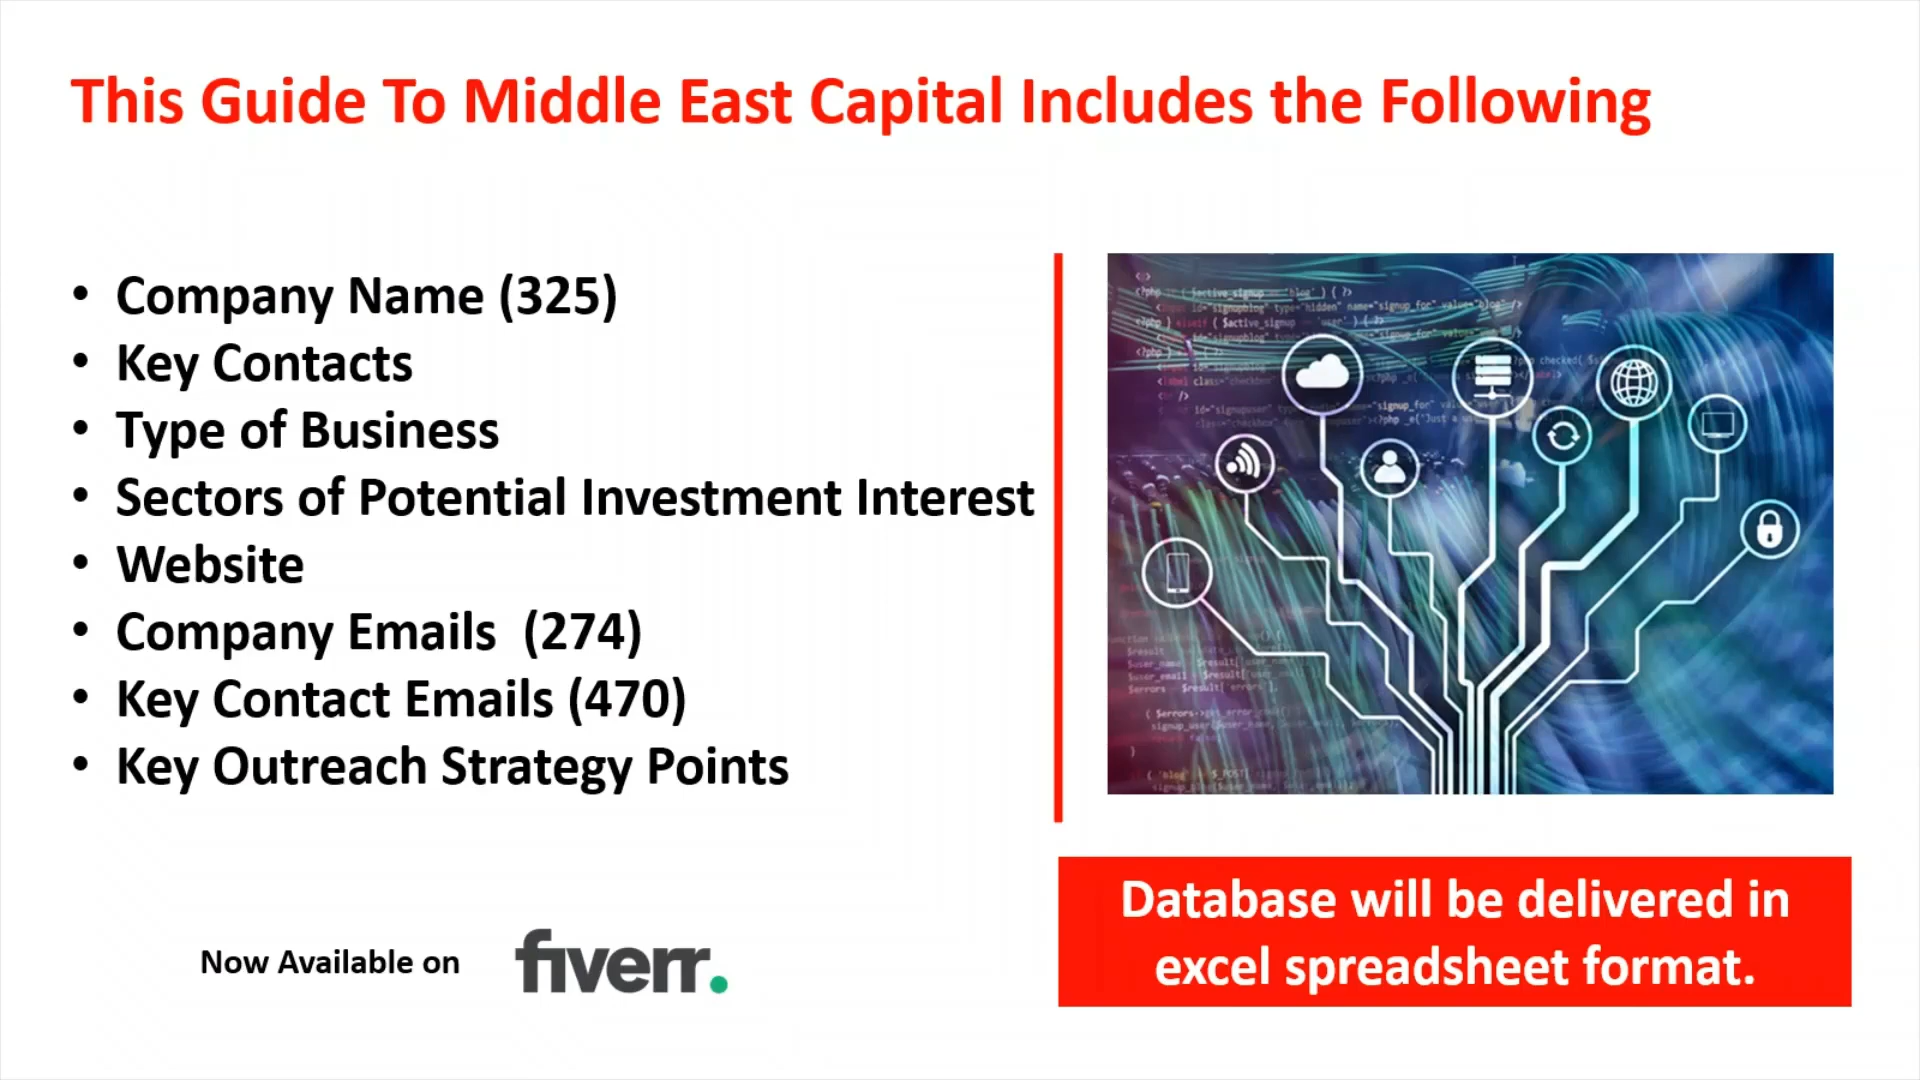 This Guide To Middle East Capital Includes the Following
• Company Name (325)
• Key Contacts
• Type of Business
• Sectors of Potential Investment Interest
• Website
• Company Emails  (274)
• Key Contact Emails (470)
• Key Outreach Strategy Points
Now Available on
fiverr.
Database will be delivered in
excel spreadsheet format.